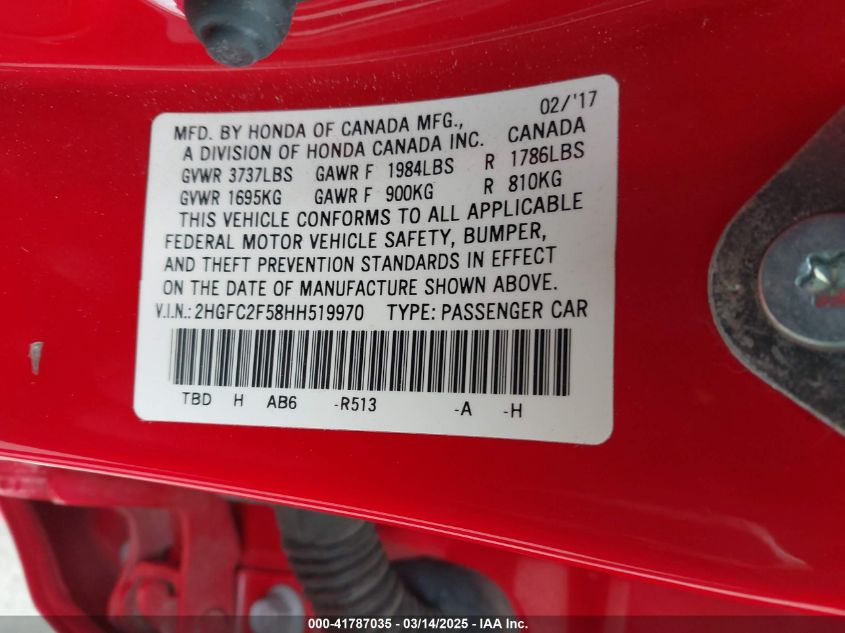 02/'17
MFD. BY HONDA OF CANADA MFG., CANADA
A DIVISION OF HONDA CANADA INC.
GVWR 3737LBS GAWR F 1984LBS R 1786LBS
GVWR 1695KG GAWR F 900KG R 810KG
THIS VEHICLE CONFORMS TO ALL APPLICABLE
FEDERAL MOTOR VEHICLE SAFETY, BUMPER,
AND THEFT PREVENTION STANDARDS IN EFFECT
ON THE DATE OF MANUFACTURE SHOWN ABOVE.
V.I.N.: 2HGFC2F58HH519970 TYPE: PASSENGER CAR
TBD H AB6 -R513 -A -H
000-41787035 - 03/14/2025 - IAA Inc.